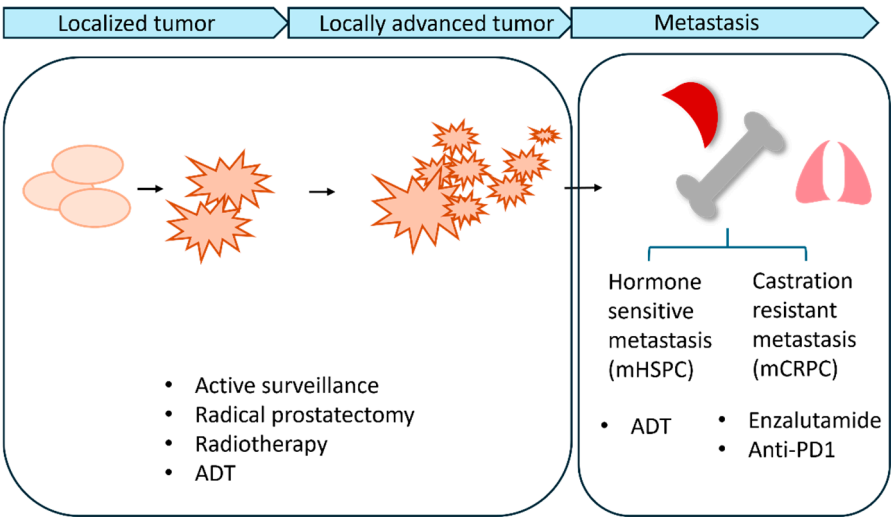 Localized tumor
Locally advanced tumor
Metastasis
Hormone
sensitive
metastasis
(mHSPC)
Castration
resistant
metastasis
(mCRPC)
• Active surveillance
• Radical prostatectomy
• Radiotherapy
• ADT
• ADT
• Enzalutamide
• Anti-PD1